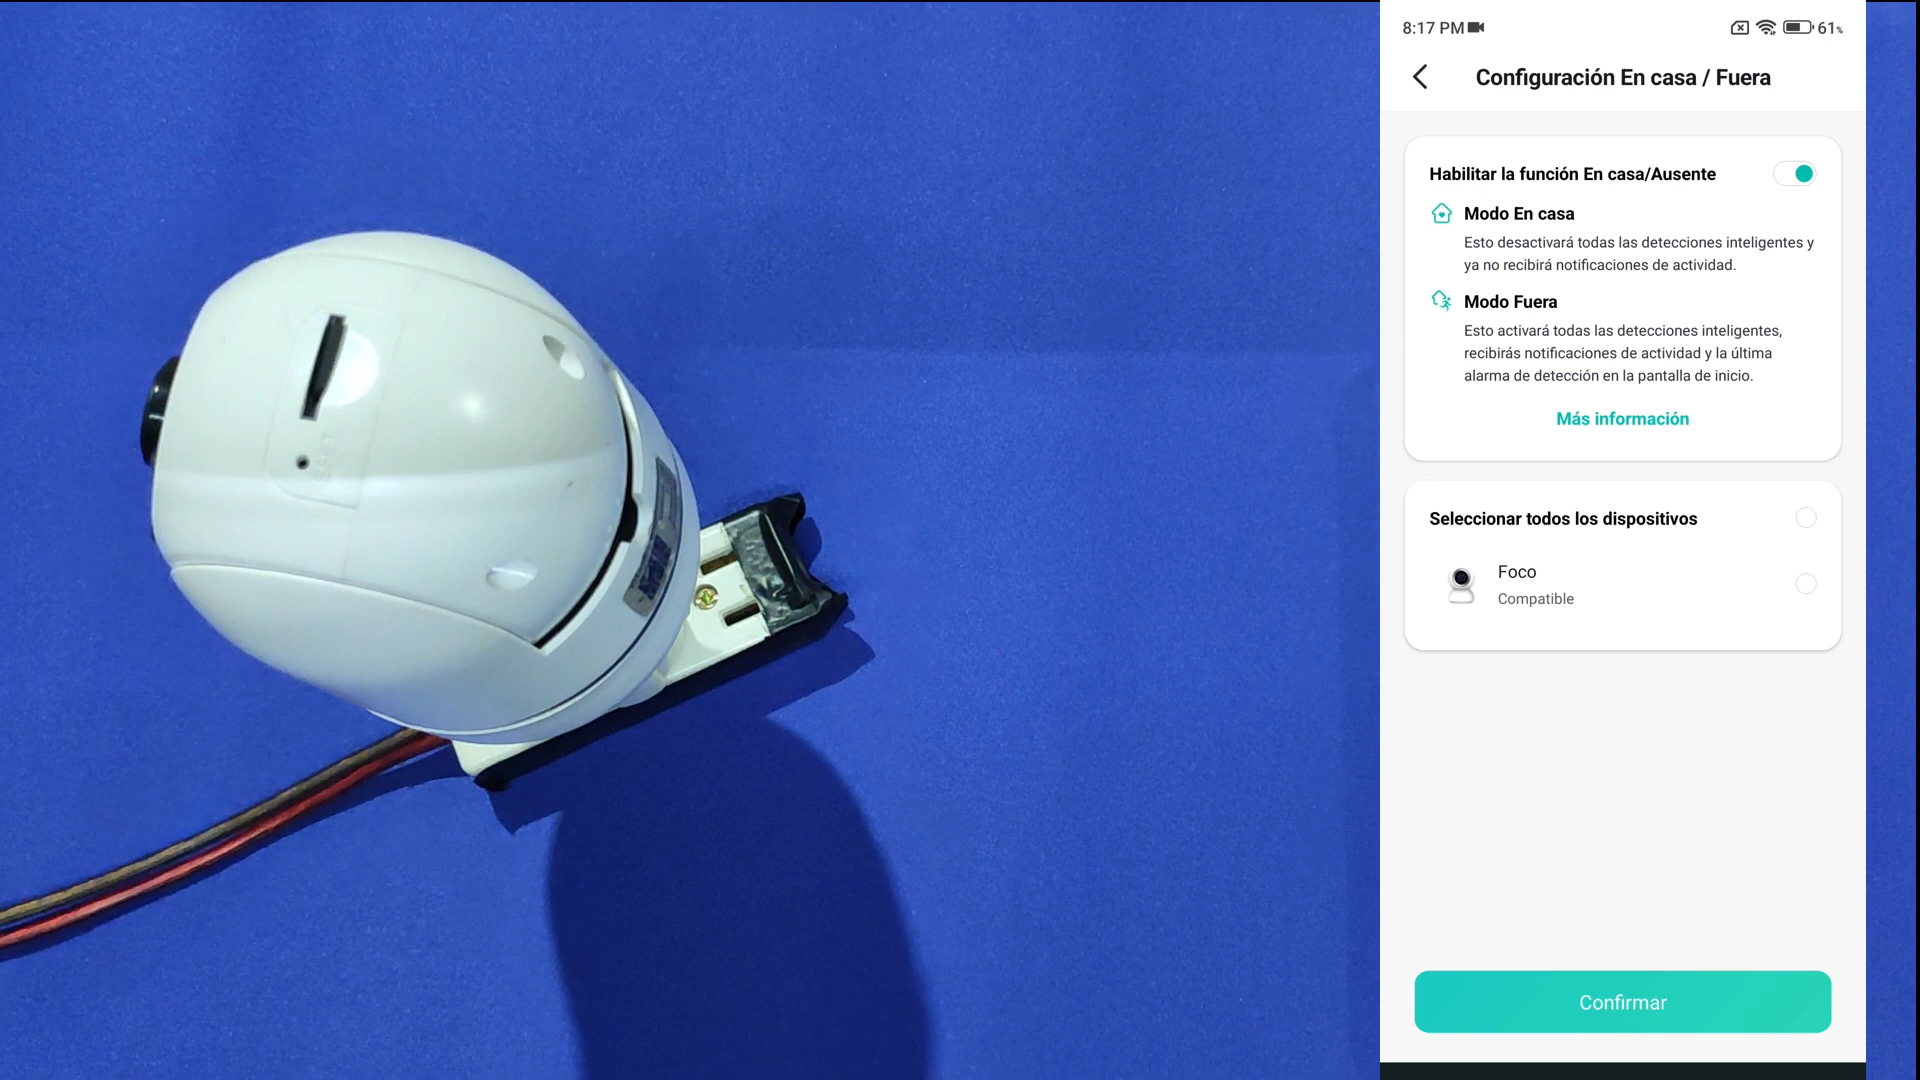 8:17 PM
61%
Configuración En casa / Fuera
Habilitar la función En casa/Ausente
Modo En casa
Esto desactivará todas las detecciones inteligentes y
ya no recibirá notificaciones de actividad.
Modo Fuera
Esto activará todas las detecciones inteligentes,
recibirás notificaciones de actividad y la última
alarma de detección en la pantalla de inicio.
Más información
Seleccionar todos los dispositivos
Foco
Compatible
Confirmar